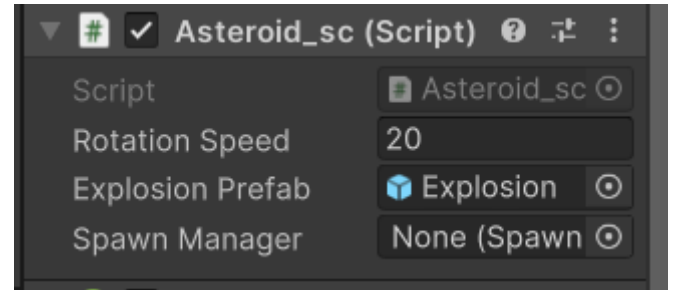 # Asteroid_sc (Script)
Script # Asteroid_sc
Rotation Speed 20
Explosion Prefab Explosion
Spawn Manager None (Spawn